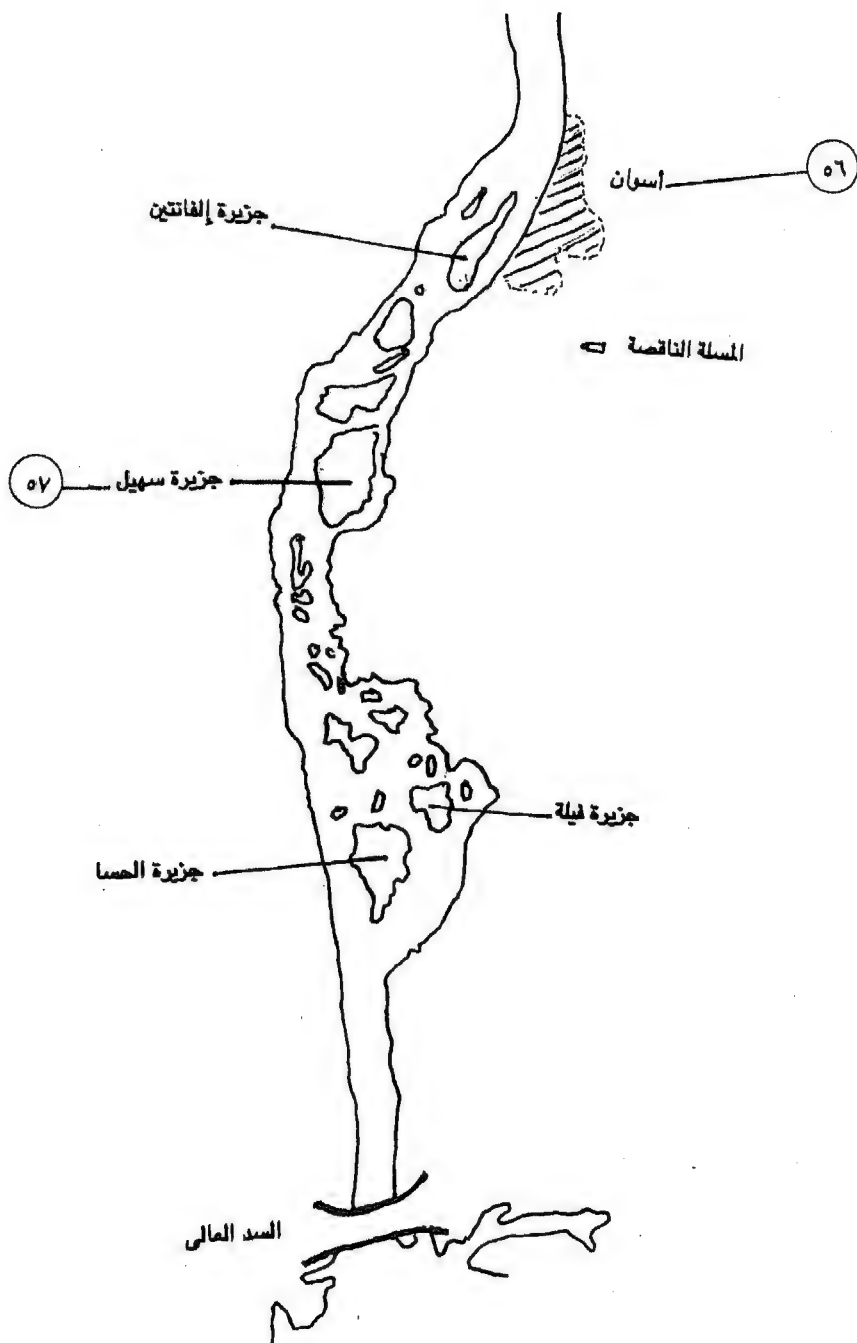 ٥٦
أسوان
جزيرة إلفانتين
المسلة الناقصة
جزيرة سهيل
٥٧
جزيرة فيلة
جزيرة الحسا
السد العالى